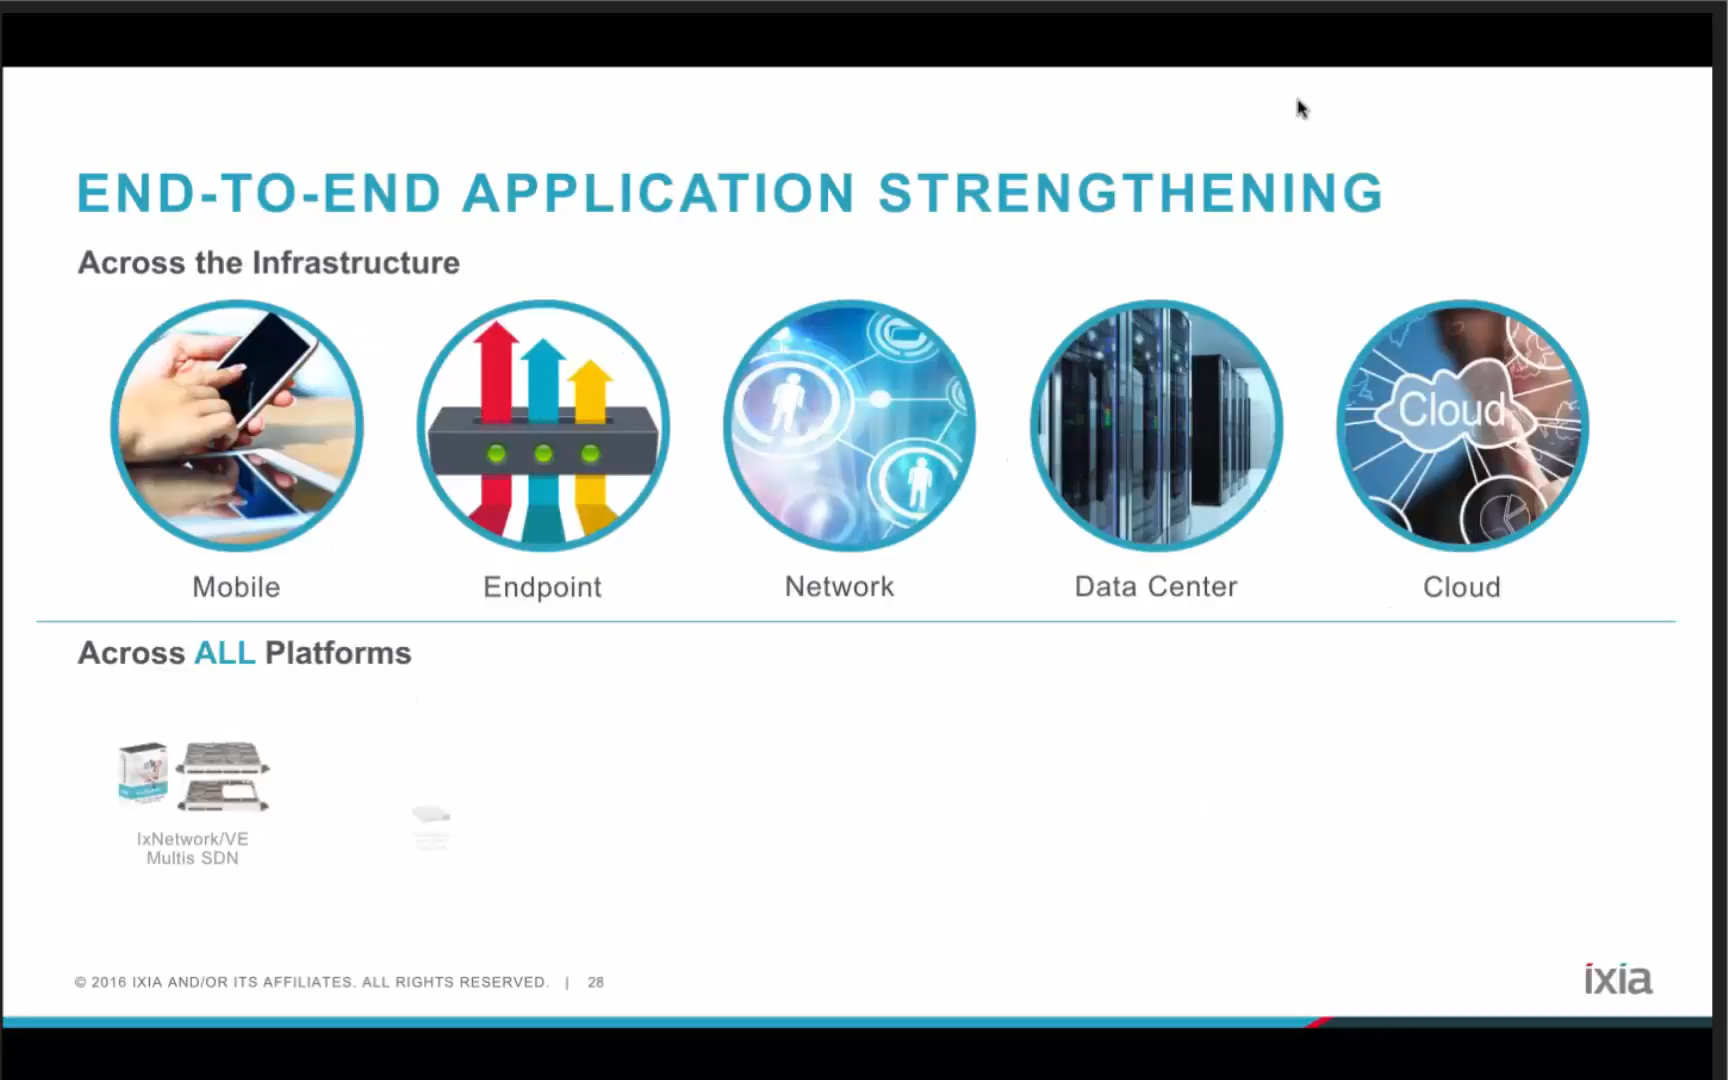 END-TO-END APPLICATION STRENGTHENING
Across the Infrastructure
Cloud
Mobile
Endpoint
Network
Data Center
Cloud
Across ALL Platforms
IxNetwork/VE
Multis SDN
© 2016 IXIA AND/OR ITS AFFILIATES. ALL RIGHTS RESERVED. | 28
ixia